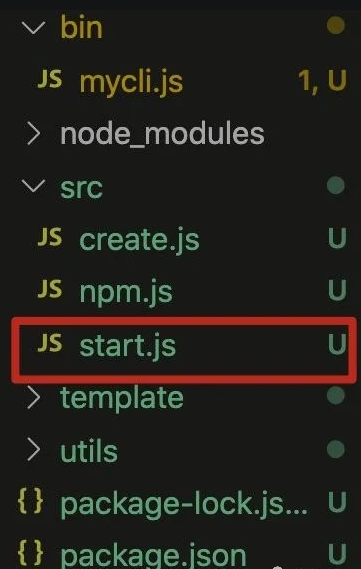 bin
JS mycli.js 1, U
node_modules
src
JS create.js U
JS npm.js U
JS start.js U
template
utils
{} package-lock.js... U
{} package.json U